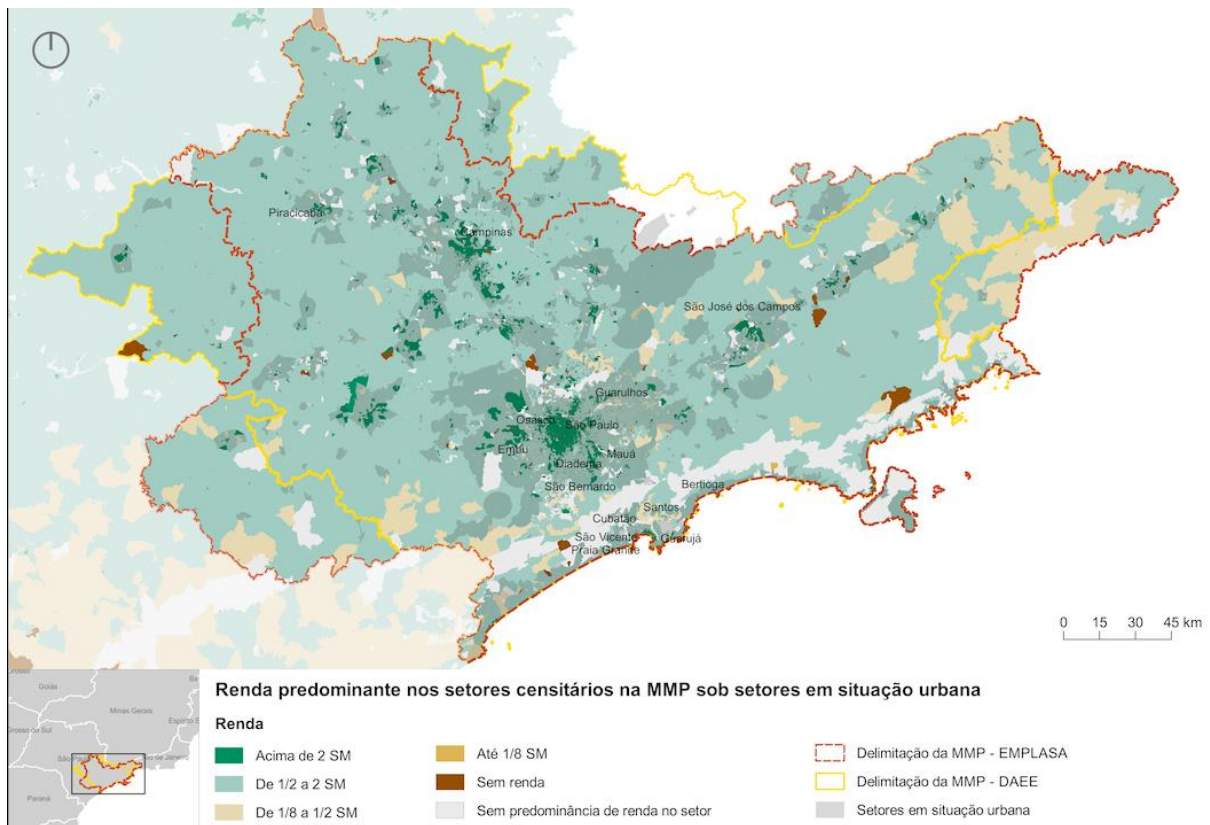 Piracicaba
Campinas
São José dos Campos
Guarulhos
Osasco
São Paulo
Embu
Mauá
Diadema
São Bernardo
Bertioga
Santos
Cubatão
São Vicente
Guarujá
Praia Grande
0 15 30 45 km
Goiás
Minas Gerais
Espírito S
Grosso do Sul
São Paulo
Rio de Janeiro
Paraná
Renda predominante nos setores censitários na MMP sob setores em situação urbana
Renda
Acima de 2 SM
De 1/2 a 2 SM
De 1/8 a 1/2 SM
Até 1/8 SM
Sem renda
Sem predominância de renda no setor
Delimitação da MMP - EMPLASA
Delimitação da MMP - DAEE
Setores em situação urbana